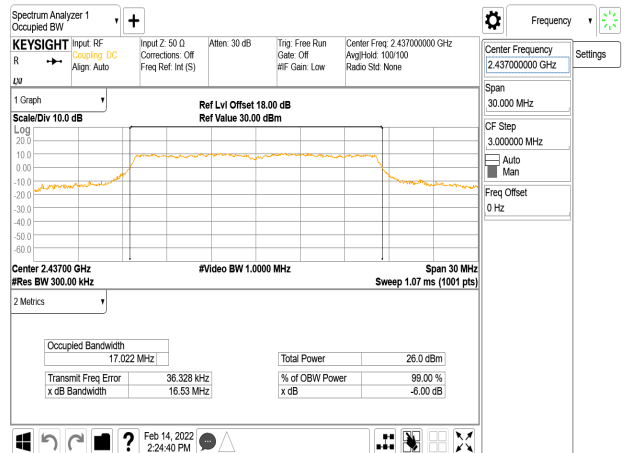 Spectrum Analyzer 1
Occupied BW
Frequency
KEYSIGHT
R
Input: RF
Coupling: DC
Align: Auto
Input Z: 50 Ω
Corrections: Off
Freq Ref: Int (S)
Atten: 30 dB
Trig: Free Run
Gate: Off
#IF Gain: Low
Center Freq: 2.437000000 GHz
Avg|Hold: 100/100
Radio Std: None
Center Frequency
2.437000000 GHz
Settings
Span
30.000 MHz
CF Step
3.000000 MHz
Auto
Man
Freq Offset
0 Hz
1 Graph
Scale/Div 10.0 dB
Ref Lvl Offset 18.00 dB
Ref Value 30.00 dBm
Log
20.0
10.0
0.00
-10.0
-20.0
-30.0
-40.0
-50.0
-60.0
Center 2.43700 GHz
#Video BW 1.0000 MHz
Span 30 MHz
#Res BW 300.00 kHz
Sweep 1.07 ms (1001 pts)
2 Metrics
Occupied Bandwidth
17.022 MHz
Total Power 26.0 dBm
Transmit Freq Error 36.328 kHz
% of OBW Power 99.00 %
x dB Bandwidth 16.53 MHz
x dB -6.00 dB
?
Feb 14, 2022
2:24:40 PM